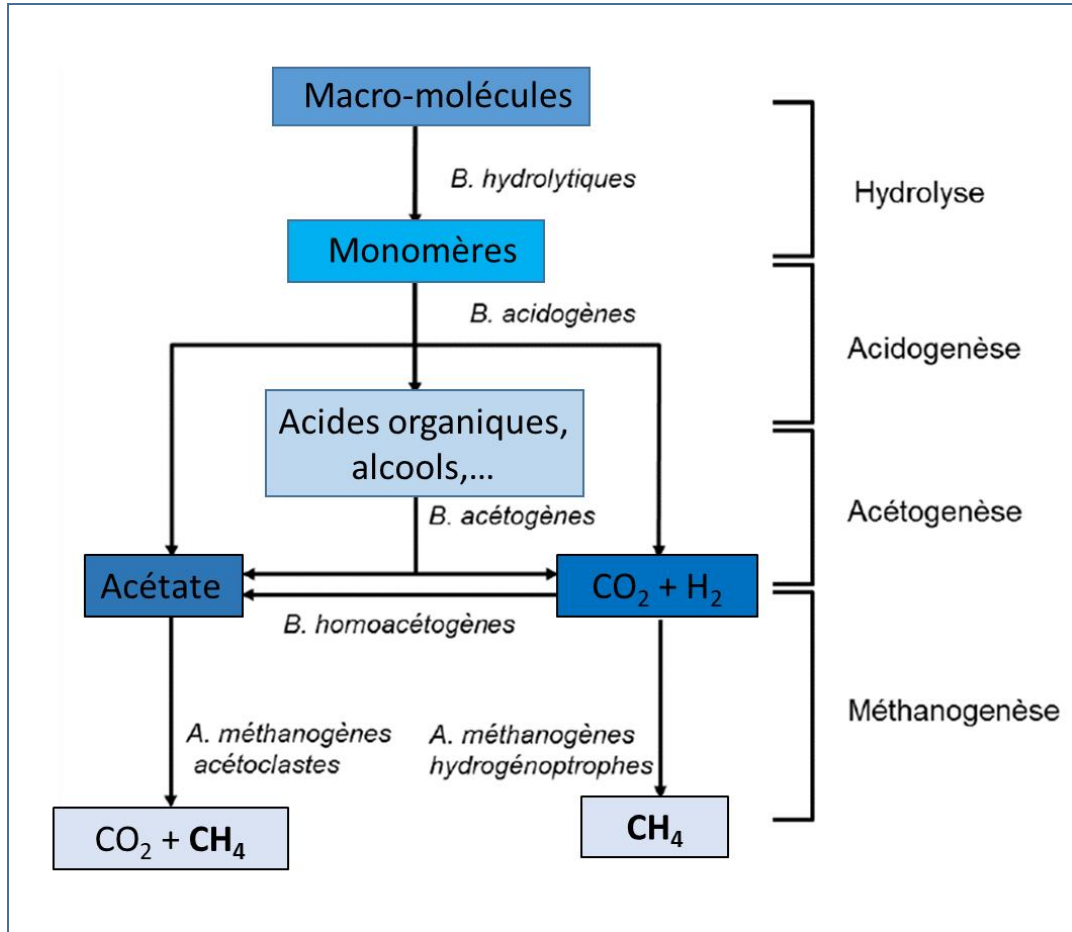 Macro-molécules
B. hydrolytiques
Hydrolyse
Monomères
B. acidogènes
Acidogenèse
Acides organiques,
alcools,...
B. acétogènes
Acétogenèse
Acétate
CO₂ + H₂
B. homoacétogènes
Méthanogenèse
A. méthanogènes
acétoclastes
A. méthanogènes
hydrogénoptrophes
CO₂ + CH₄
CH₄